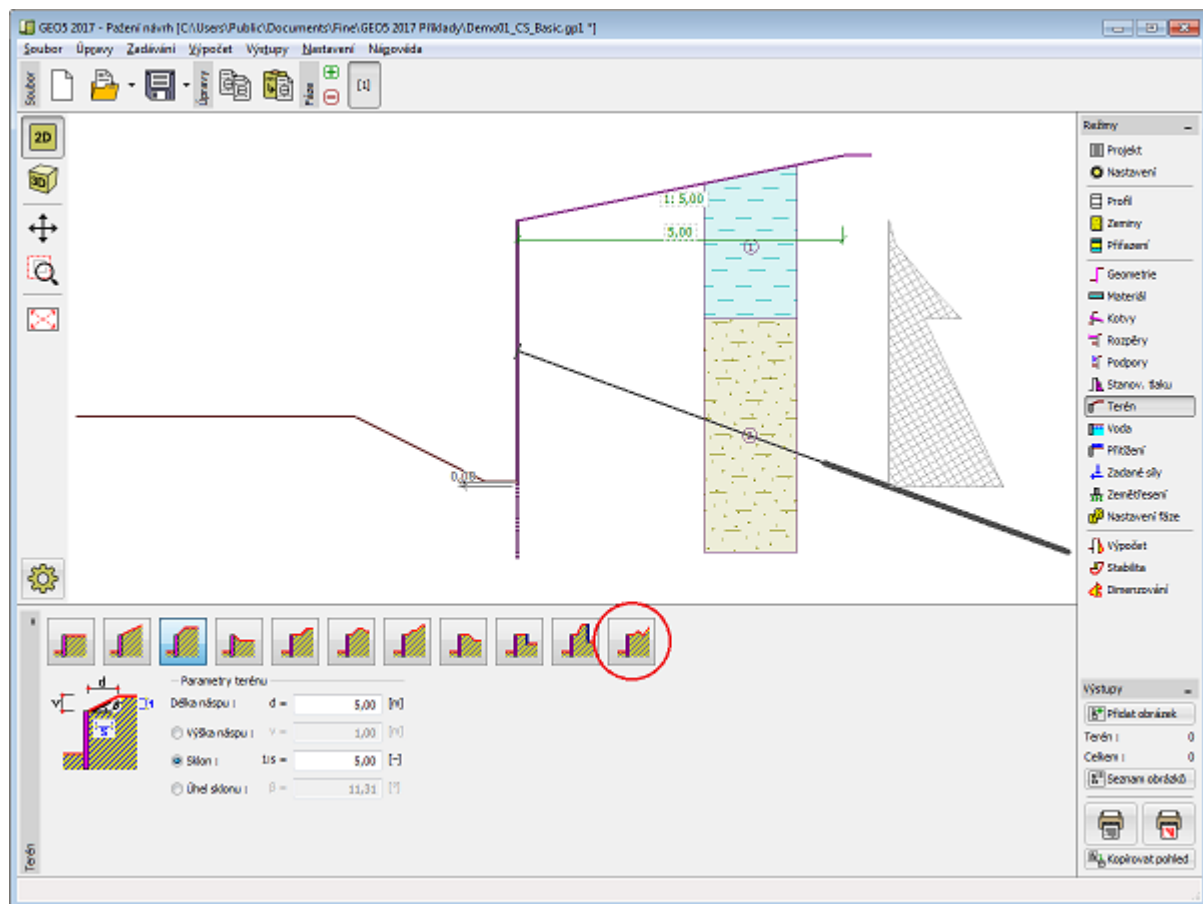 GEO5 2017 - Pažení návrh [C:\Users\Public\Documents\Fine\GEO5 2017 Příklady\Demo01_CS_Basic.gp1 *]
Soubor Úpravy Zadávání Výpočet Výstupy Nastavení Nápověda
Soubor
Úpravy
Fáze
[1]
2D
3D
1: 5,00
5,00
1
2
0,00
Režimy
Projekt
Nastavení
Profil
Zeminy
Přiřazení
Geometrie
Materiál
Kotvy
Rozpěry
Podpory
Stanov. tlaku
Terén
Voda
Přitížení
Zadané síly
Zemětřesení
Nastavení fáze
Výpočet
Stabilita
Dimenzování
Parametry terénu
Délka náspu : d = 5,00 [m]
Výška náspu : v = 1,00 [m]
Sklon : 1:s = 5,00 [-]
Úhel sklonu : β = 11,31 [°]
d
v
β
1
s
Terén
Výstupy
Přidat obrázek
Terén : 0
Celkem : 0
Seznam obrázků
Kopírovat pohled